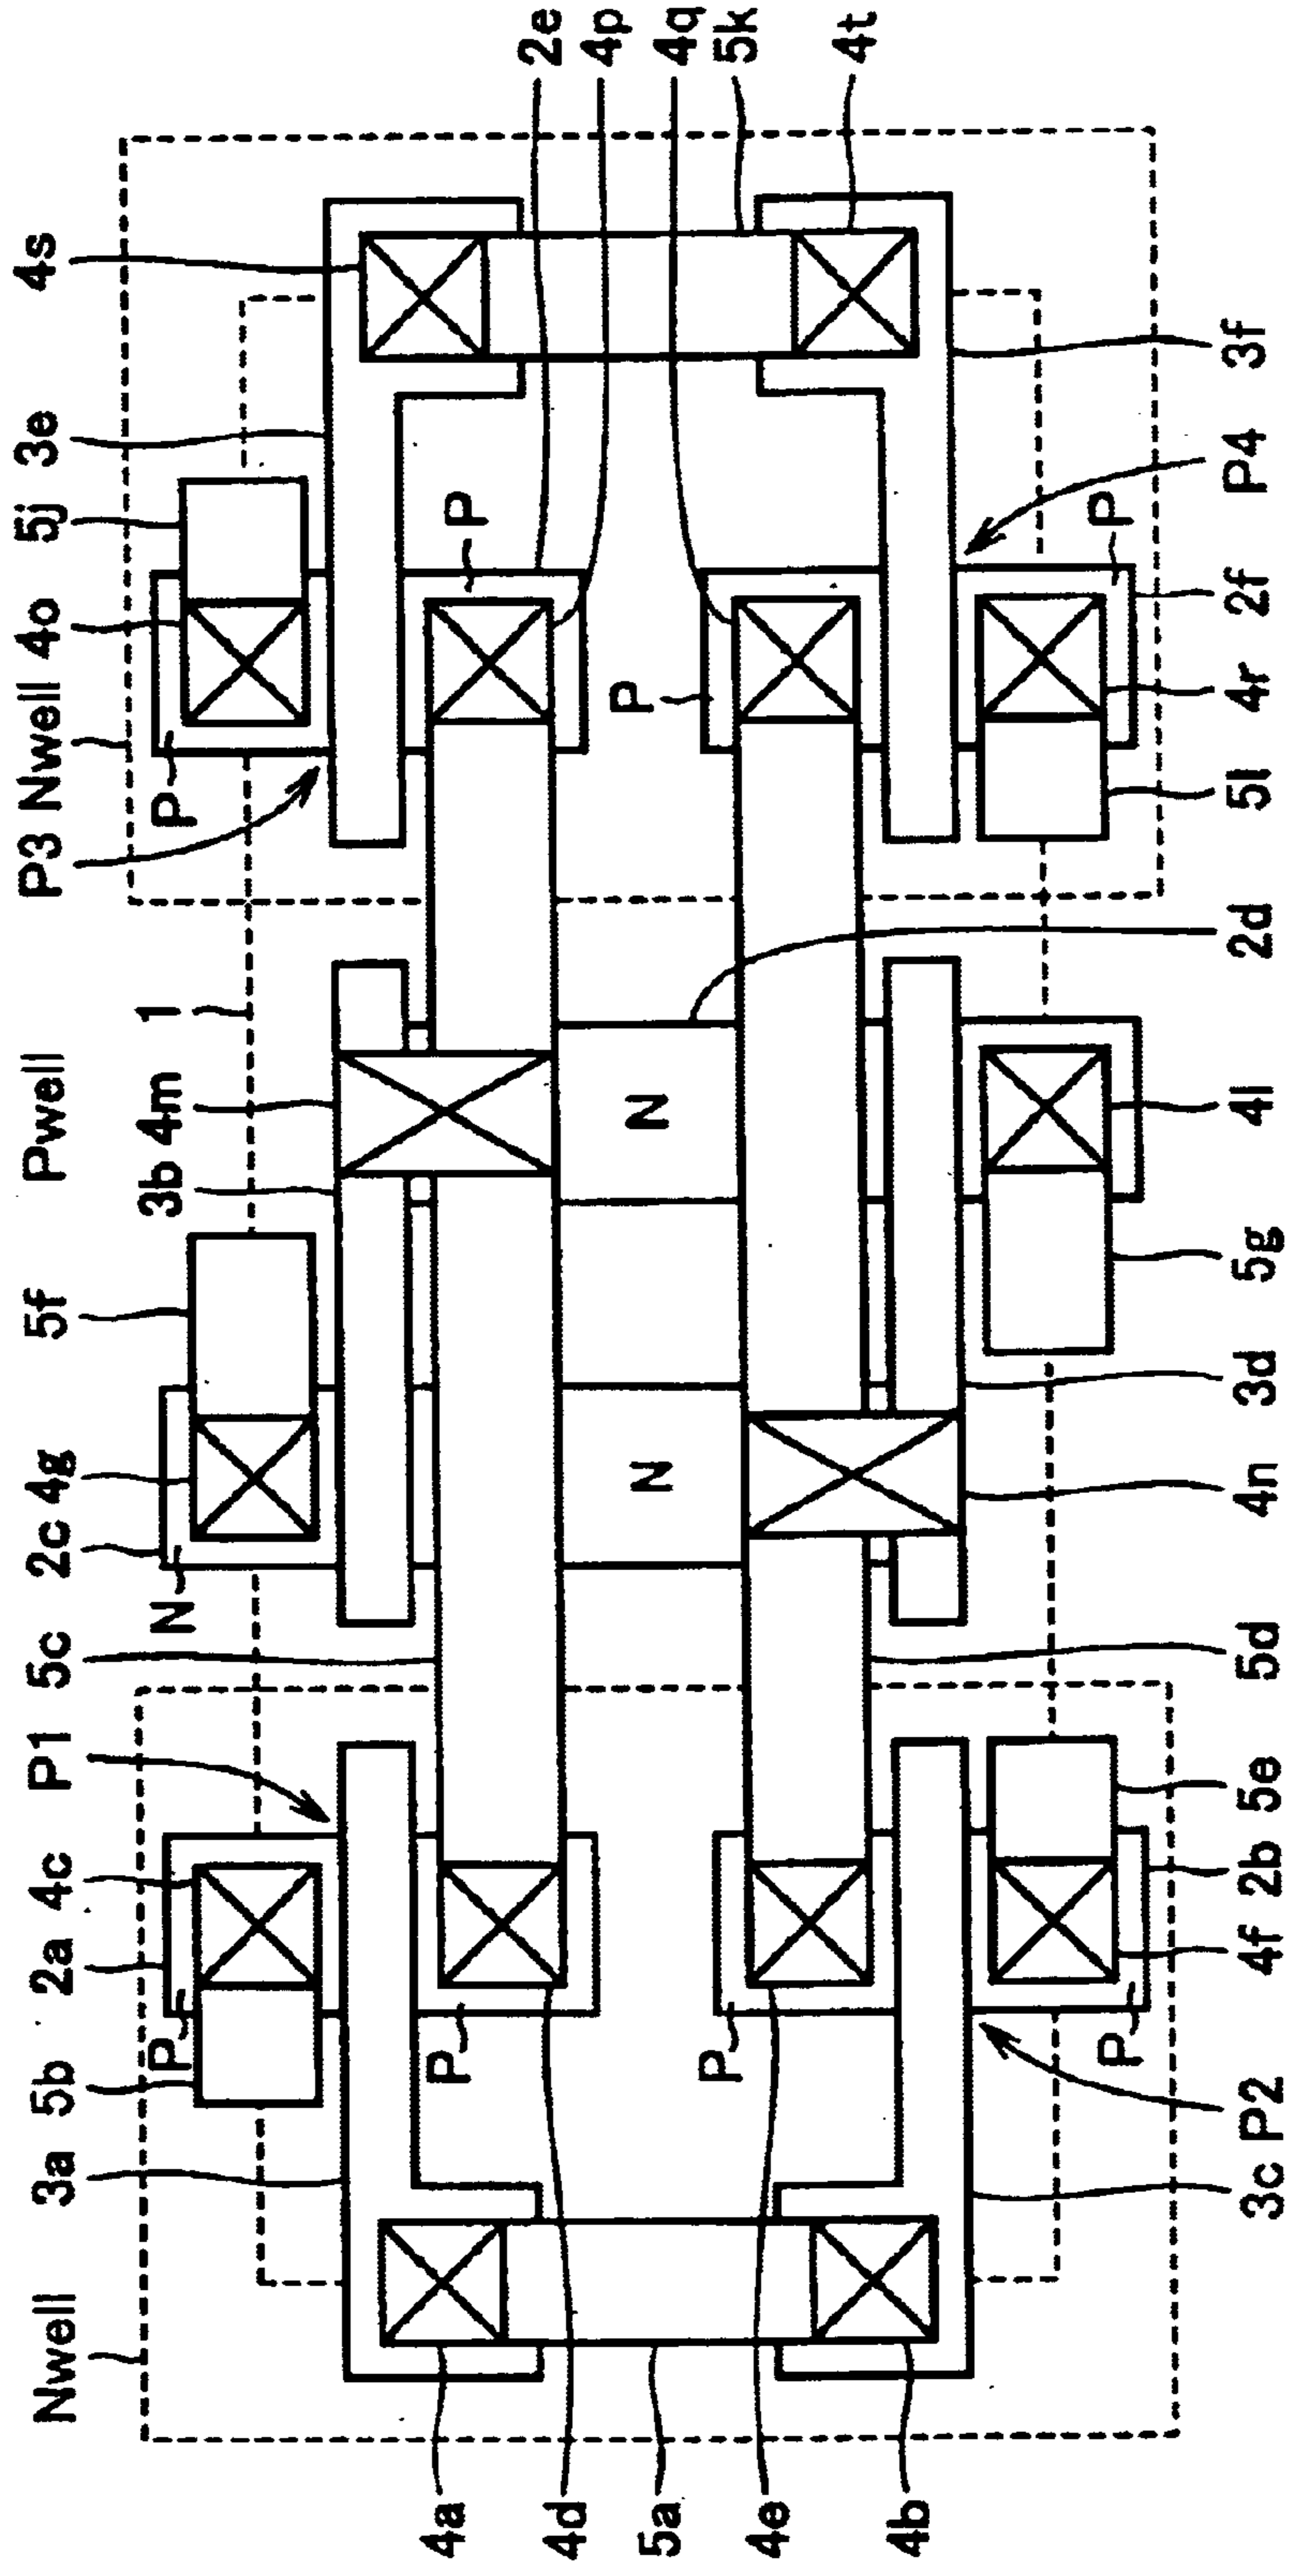 Nwell
3a 5b 2a 4c P1 5c 2c 4g 5f Pwell P3 Nwell 4o 5j 3e 4s
3b 4m 1
P N P
4a P P 2e
4d 4p
5a N N P 4q
4e P 5k
4b 4t
P P
3c P2 4f 2b 5e 5d 4n 3d 5g 4l 2d 5l 4r 2f P4 3f